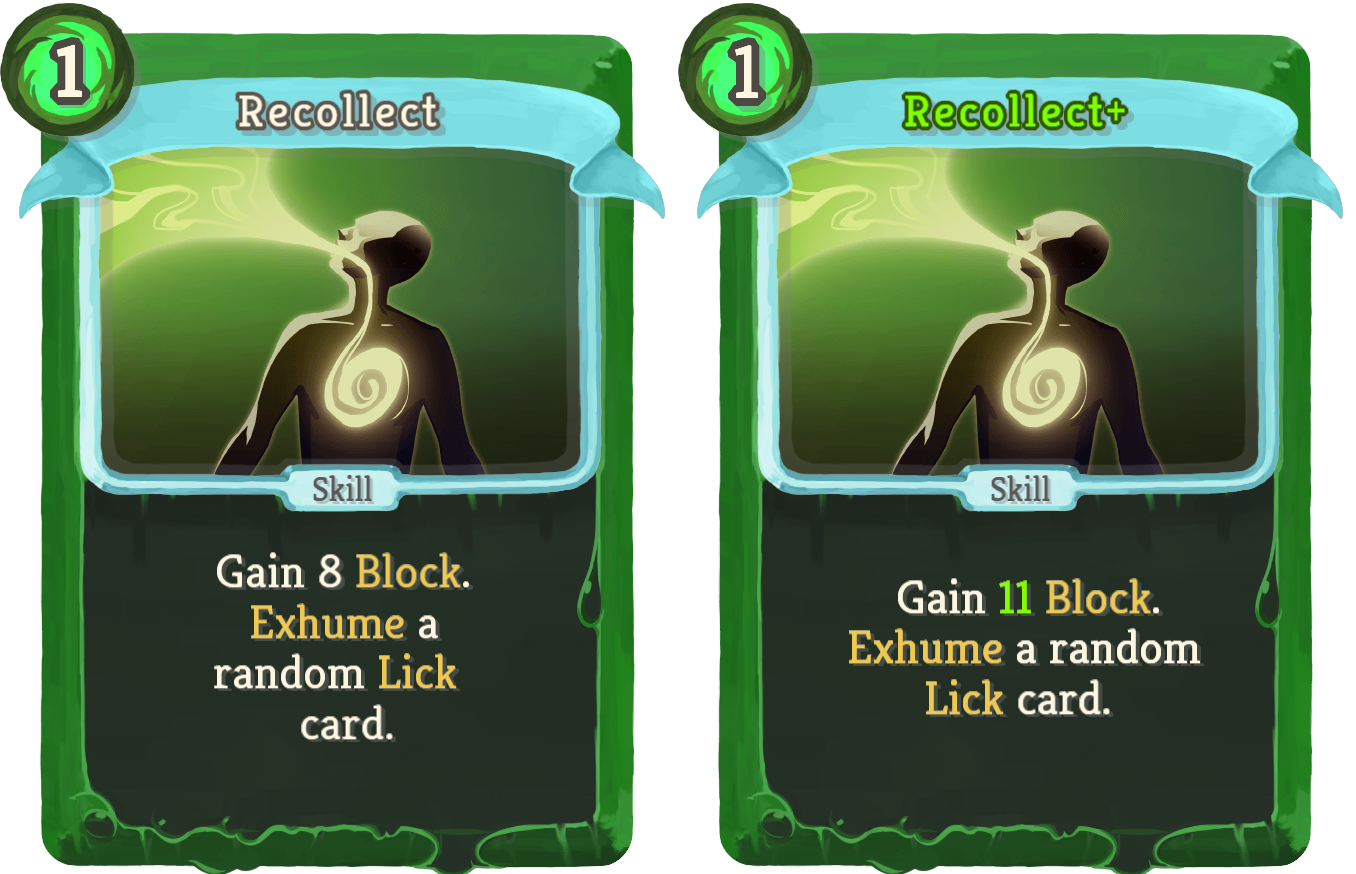 1
Recollect
Skill
Gain 8 Block.
Exhume a
random Lick
card.
1
Recollect+
Skill
Gain 11 Block.
Exhume a random
Lick card.